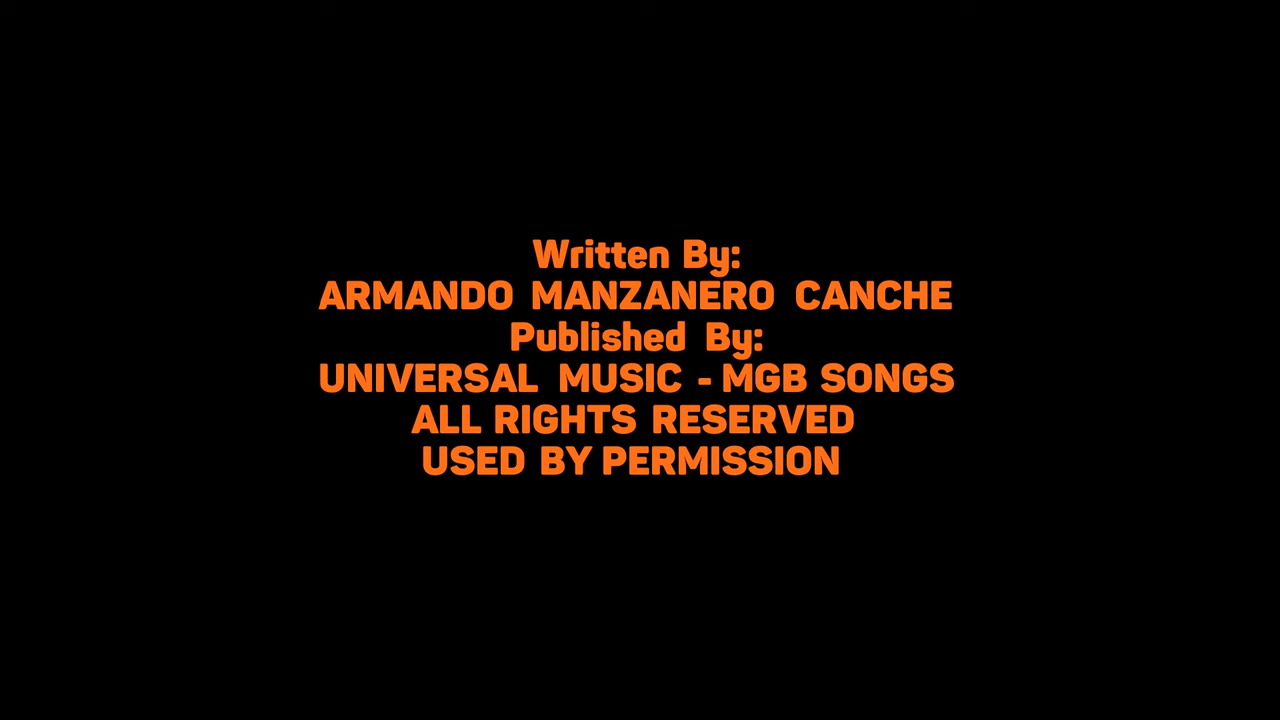 Written By:
ARMANDO MANZANERO CANCHE
Published By:
UNIVERSAL MUSIC - MGB SONGS
ALL RIGHTS RESERVED
USED BY PERMISSION